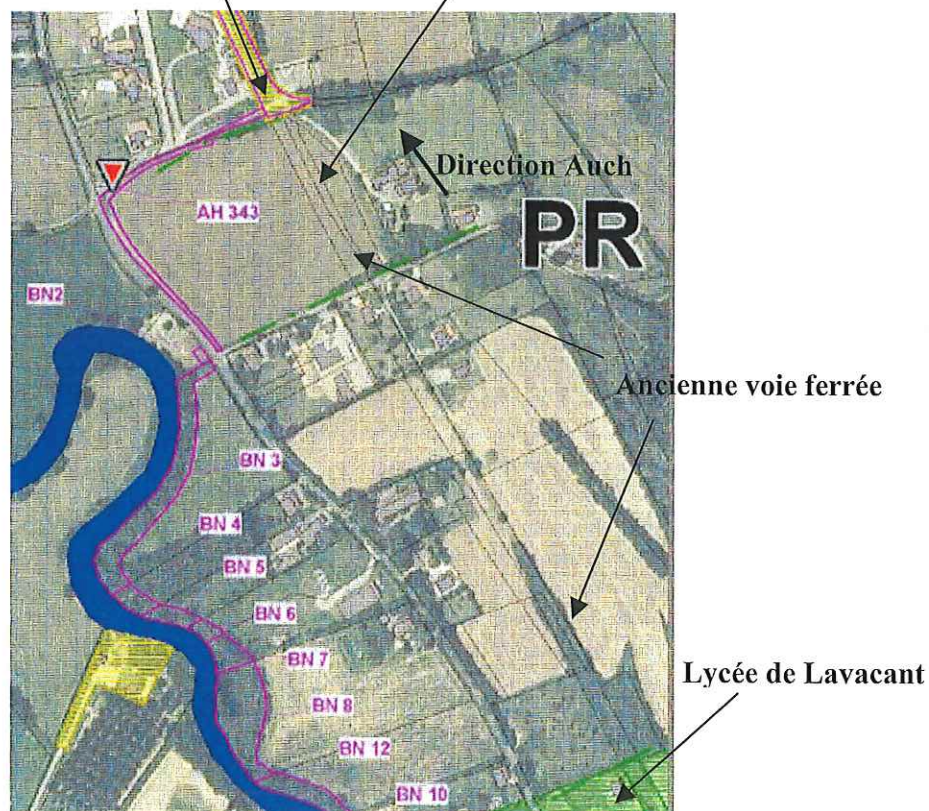 Direction Auch
PR
AH 343
BN2
Ancienne voie ferrée
BN 3
BN 4
BN 5
BN 6
BN 7
Lycée de Lavacant
BN 8
BN 12
BN 10